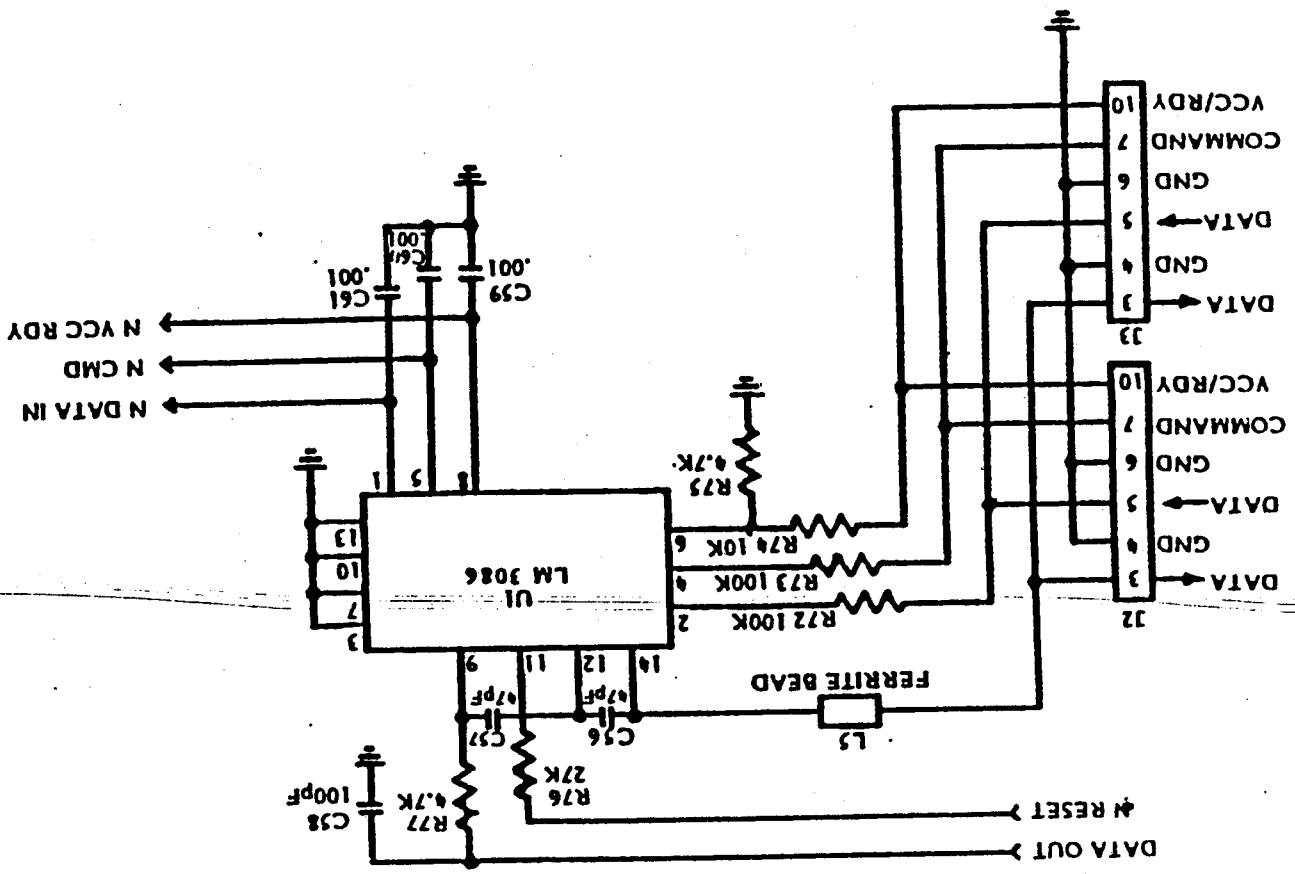 DATA OUT
N RESET
C58
100pF
R77
4.7K
R76
27K
C57
47pF
C56
47pF
L5
FERRITE BEAD
9
11
12
14
3
7
10
13
U1
LM 3086
2
4
6
1
5
8
R72 100K
R73 100K
R74 10K
R75
4.7K
J2
3 DATA
4 GND
5 DATA
6 GND
7 COMMAND
10 VCC/RDY
J3
3 DATA
4 GND
5 DATA
6 GND
7 COMMAND
10 VCC/RDY
N DATA IN
N CMD
N VCC RDY
C61
.001
.001
C59
.001